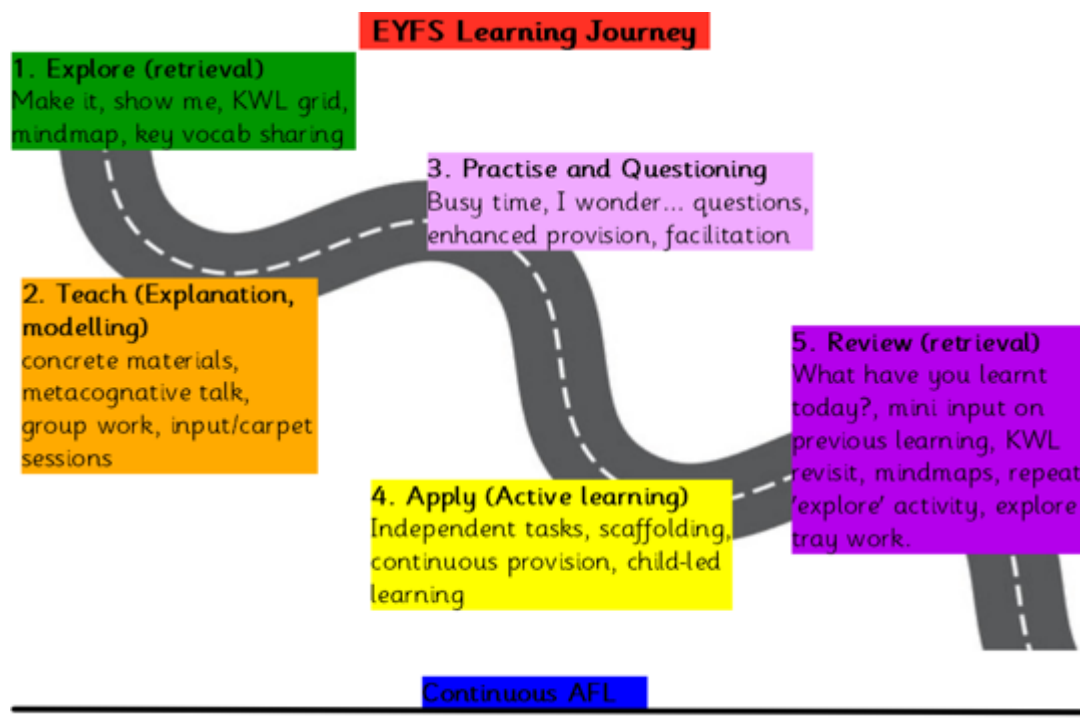 EYFS Learning Journey
1. Explore (retrieval)
Make it, show me, KWL grid,
mindmap, key vocab sharing
2. Teach (Explanation,
modelling)
concrete materials,
metacognative talk,
group work, input/carpet
sessions
3. Practise and Questioning
Busy time, I wonder... questions,
enhanced provision, facilitation
4. Apply (Active learning)
Independent tasks, scaffolding,
continuous provision, child-led
learning
5. Review (retrieval)
What have you learnt
today?, mini input on
previous learning, KWL
revisit, mindmaps, repeat
'explore' activity, explore
tray work.
Continuous AFL